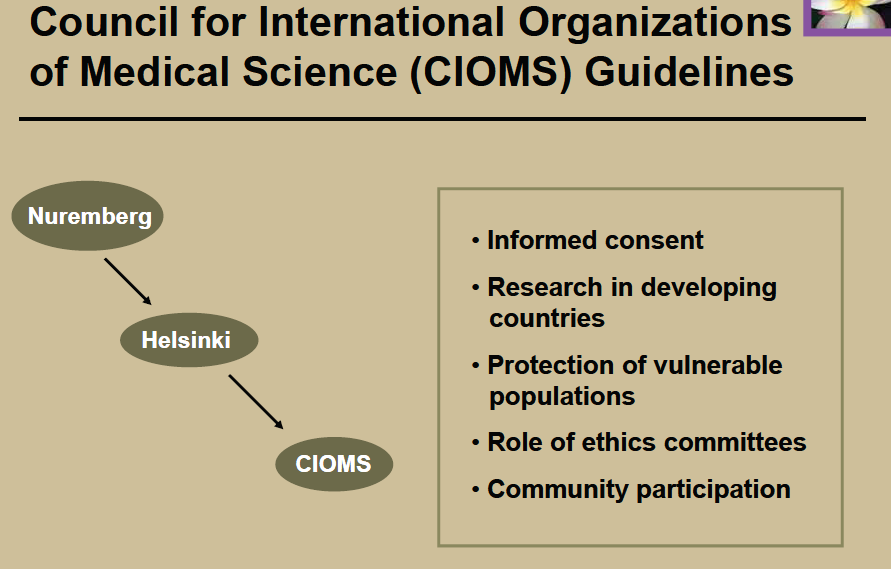 Council for International Organizations
of Medical Science (CIOMS) Guidelines
Nuremberg
Helsinki
CIOMS
• Informed consent
• Research in developing
countries
• Protection of vulnerable
populations
• Role of ethics committees
• Community participation